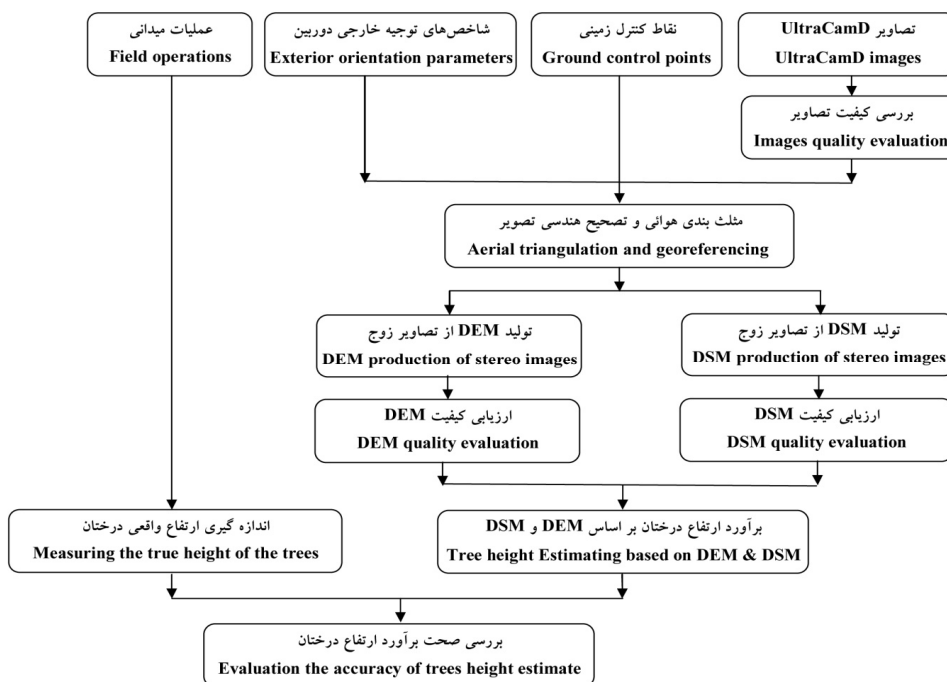 عملیات میدانی
Field operations
شاخص‌های توجیه خارجی دوربین
Exterior orientation parameters
نقاط کنترل زمینی
Ground control points
تصاویر UltraCamD
UltraCamD images
بررسی کیفیت تصاویر
Images quality evaluation
مثلث بندی هوائی و تصحیح هندسی تصویر
Aerial triangulation and georeferencing
تولید DEM از تصاویر زوج
DEM production of stereo images
تولید DSM از تصاویر زوج
DSM production of stereo images
ارزیابی کیفیت DEM
DEM quality evaluation
ارزیابی کیفیت DSM
DSM quality evaluation
اندازه گیری ارتفاع واقعی درختان
Measuring the true height of the trees
برآورد ارتفاع درختان بر اساس DEM و DSM
Tree height Estimating based on DEM & DSM
بررسی صحت برآورد ارتفاع درختان
Evaluation the accuracy of trees height estimate